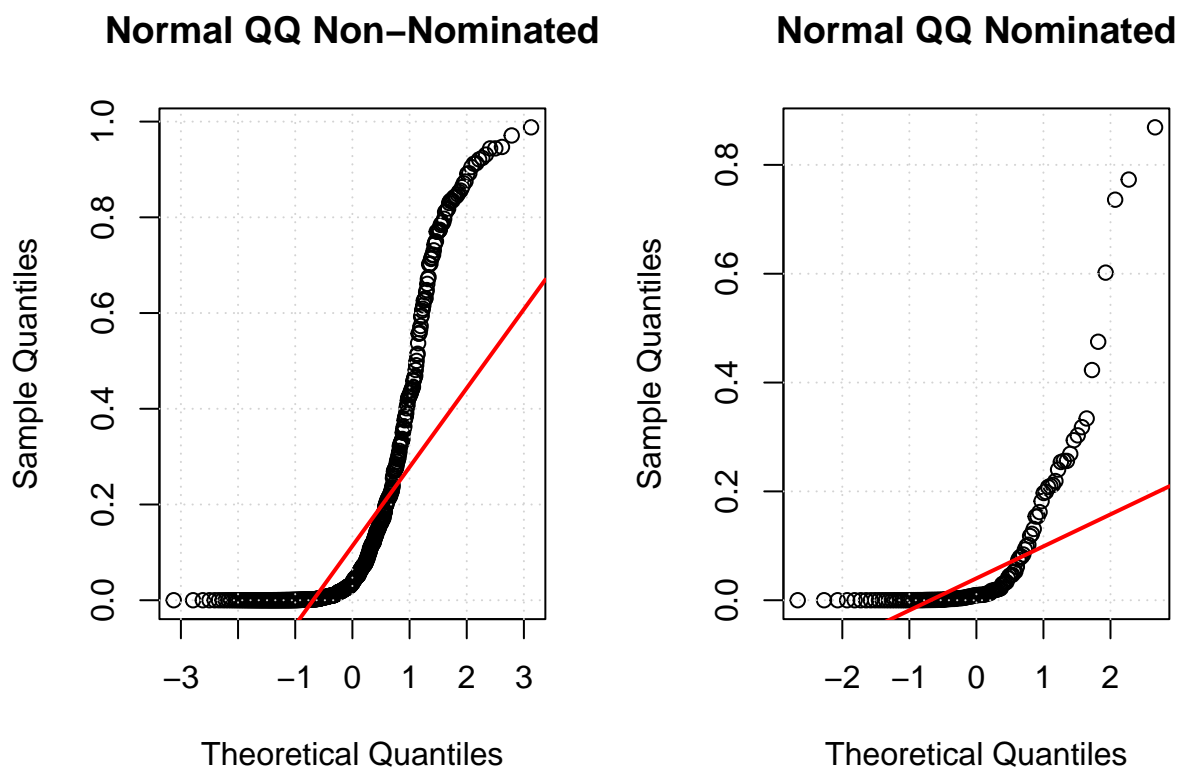 Normal QQ Non−Nominated
Sample Quantiles
1.0
0.8
0.6
0.4
0.2
0.0
−3 −1 0 1 2 3
Theoretical Quantiles
Normal QQ Nominated
Sample Quantiles
0.8
0.6
0.4
0.2
0.0
−2 −1 0 1 2
Theoretical Quantiles